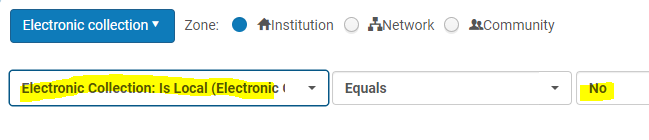 Electronic collection Zone: Institution Network Community
Electronic Collection: Is Local (Electronic Equals No